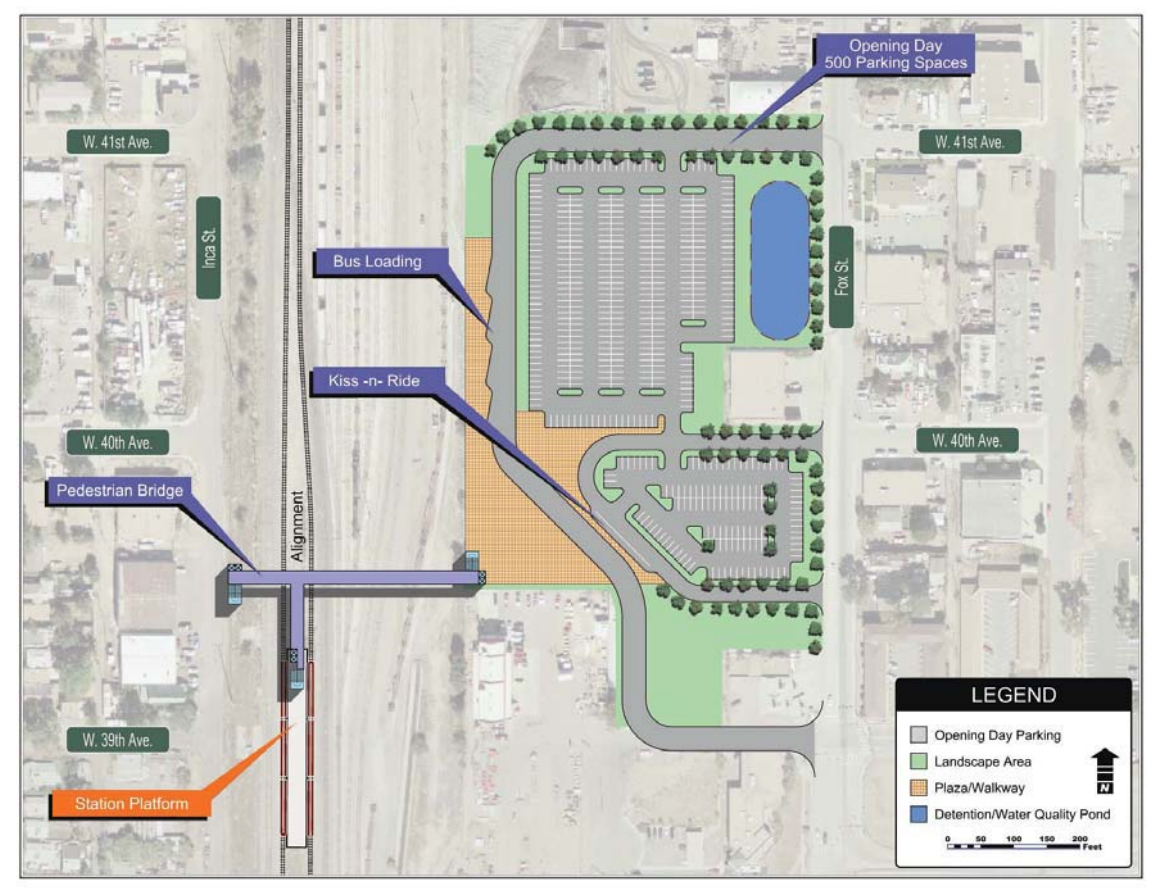 Opening Day
500 Parking Spaces
W. 41st Ave.
W. 41st Ave.
Inca St.
Bus Loading
Fox St.
Kiss -n- Ride
W. 40th Ave.
W. 40th Ave.
Pedestrian Bridge
Alignment
W. 39th Ave.
Station Platform
LEGEND
Opening Day Parking
Landscape Area
Plaza/Walkway
Detention/Water Quality Pond
N
0 50 100 150 200
Feet